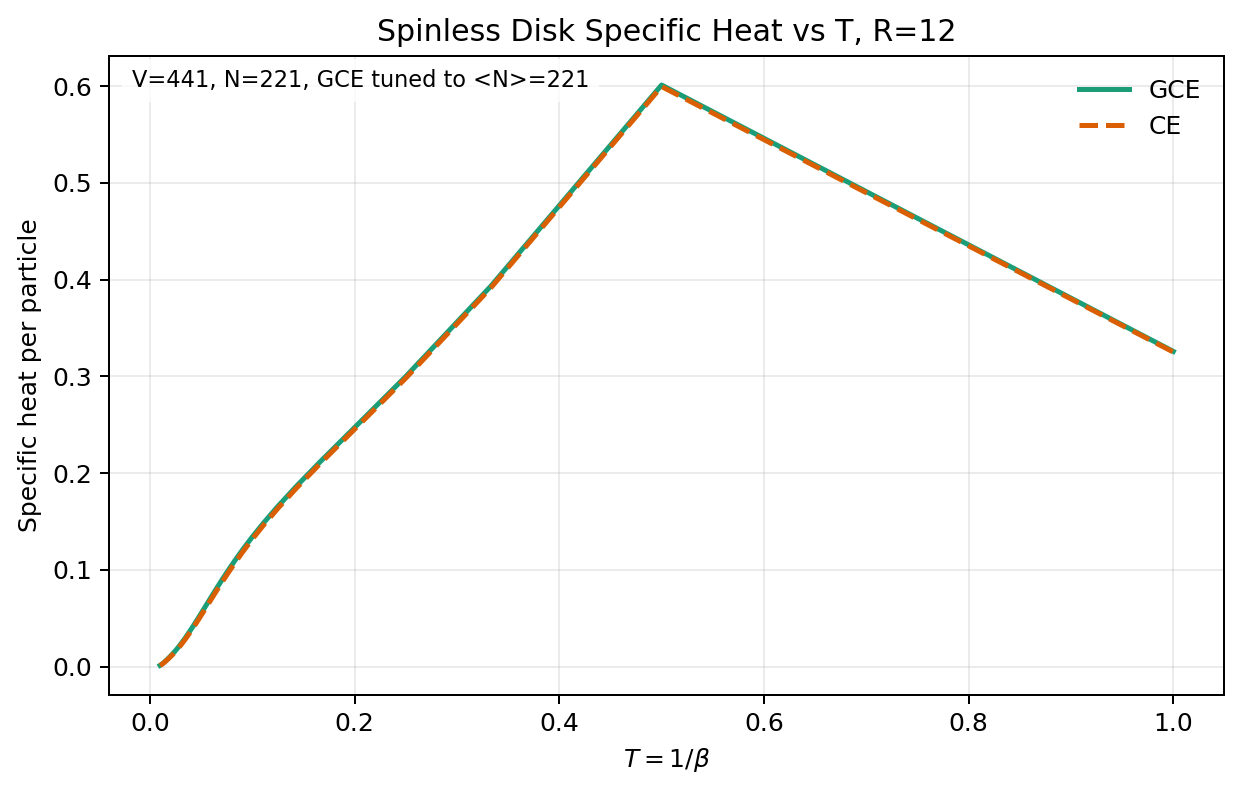 Spinless Disk Specific Heat vs T, R=12
V=441, N=221, GCE tuned to <N>=221
GCE
CE
0.6
0.5
0.4
0.3
0.2
0.1
0.0
Specific heat per particle
0.0 0.2 0.4 0.6 0.8 1.0
T = 1/β